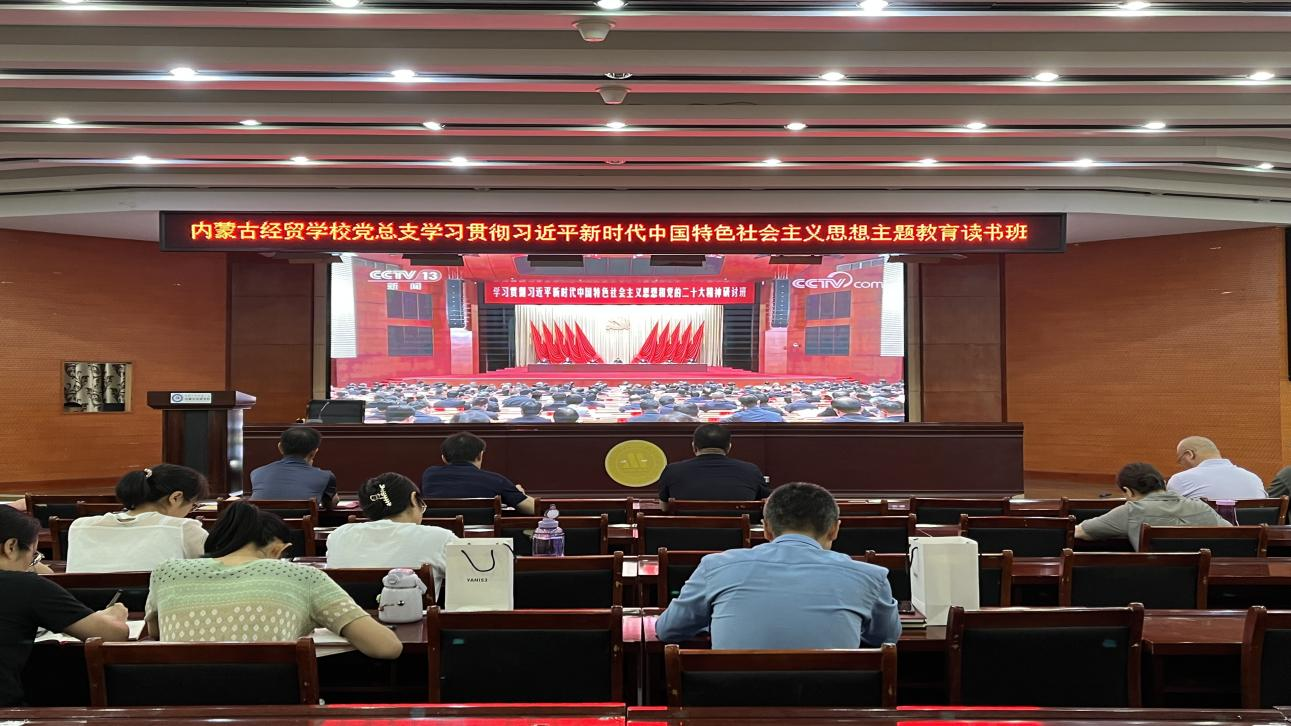 内蒙古经贸学校党总支学习贯彻习近平新时代中国特色社会主义思想主题教育读书班
CCTV 13
新闻
CCTV.com
学习贯彻习近平新时代中国特色社会主义思想和党的二十大精神研讨班